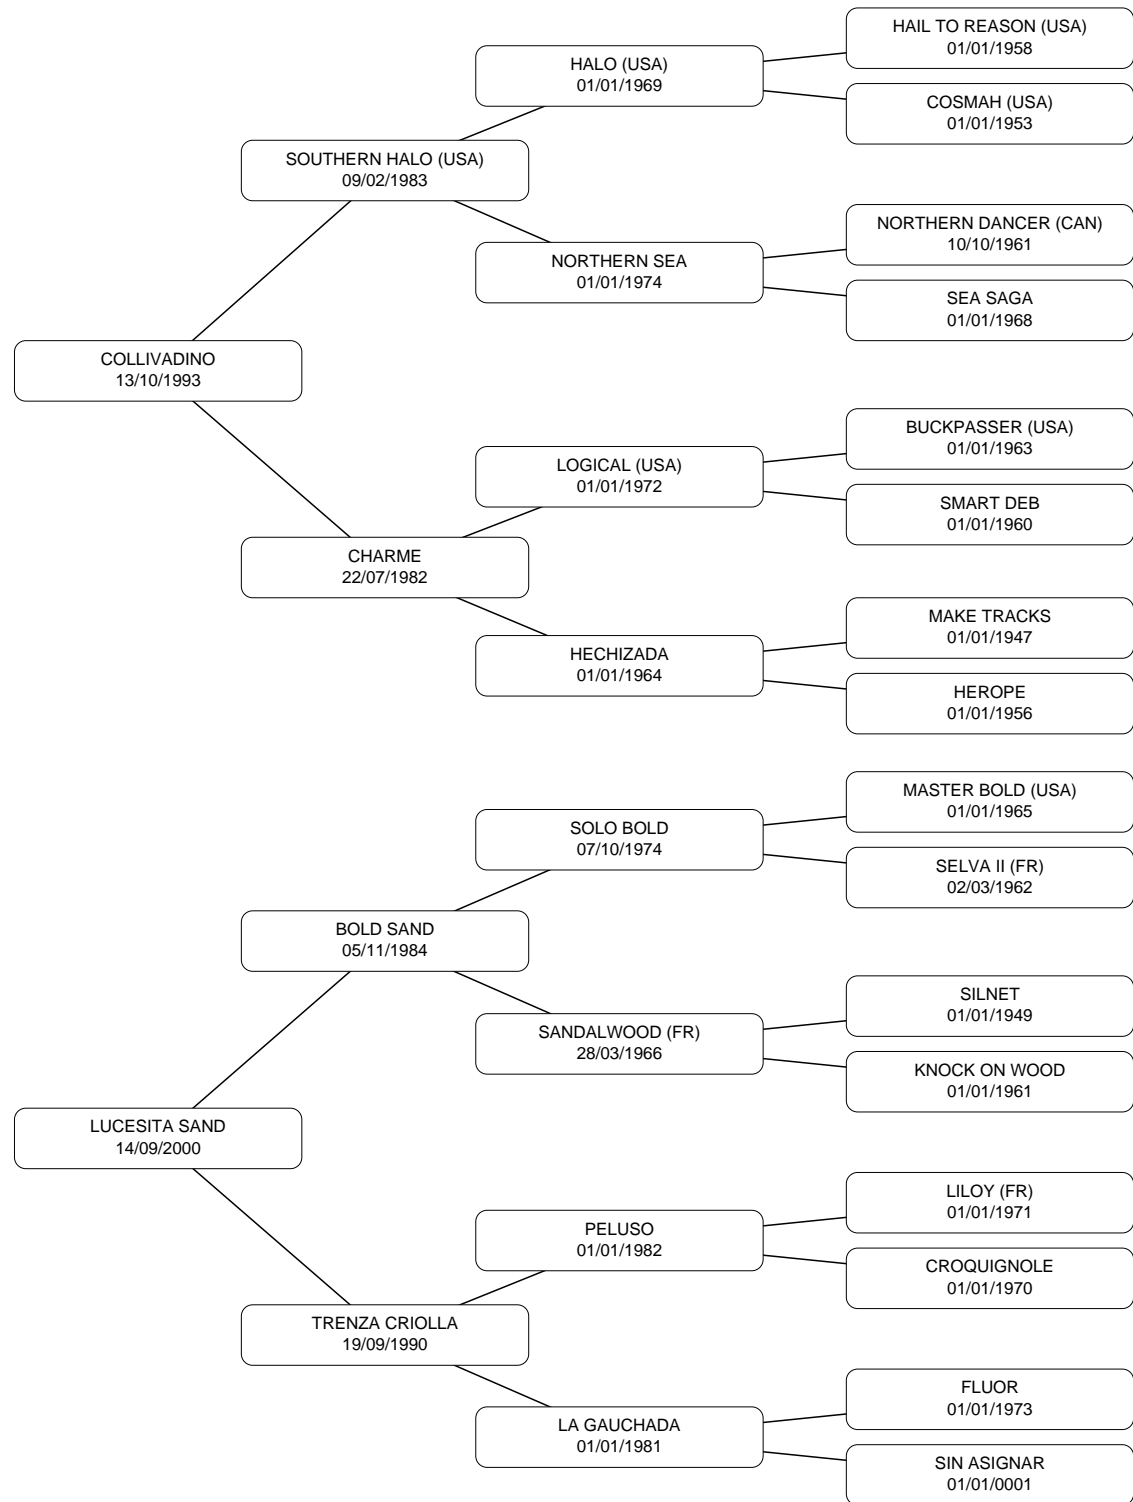 HAIL TO REASON (USA)
01/01/1958
HALO (USA)
01/01/1969
COSMAH (USA)
01/01/1953
SOUTHERN HALO (USA)
09/02/1983
NORTHERN DANCER (CAN)
10/10/1961
NORTHERN SEA
01/01/1974
SEA SAGA
01/01/1968
COLLIVADINO
13/10/1993
BUCKPASSER (USA)
01/01/1963
LOGICAL (USA)
01/01/1972
SMART DEB
01/01/1960
CHARME
22/07/1982
MAKE TRACKS
01/01/1947
HECHIZADA
01/01/1964
HEROPE
01/01/1956
MASTER BOLD (USA)
01/01/1965
SOLO BOLD
07/10/1974
SELVA II (FR)
02/03/1962
BOLD SAND
05/11/1984
SILNET
01/01/1949
SANDALWOOD (FR)
28/03/1966
KNOCK ON WOOD
01/01/1961
LUCESITA SAND
14/09/2000
LILOY (FR)
01/01/1971
PELUSO
01/01/1982
CROQUIGNOLE
01/01/1970
TRENZA CRIOLLA
19/09/1990
FLUOR
01/01/1973
LA GAUCHADA
01/01/1981
SIN ASIGNAR
01/01/0001